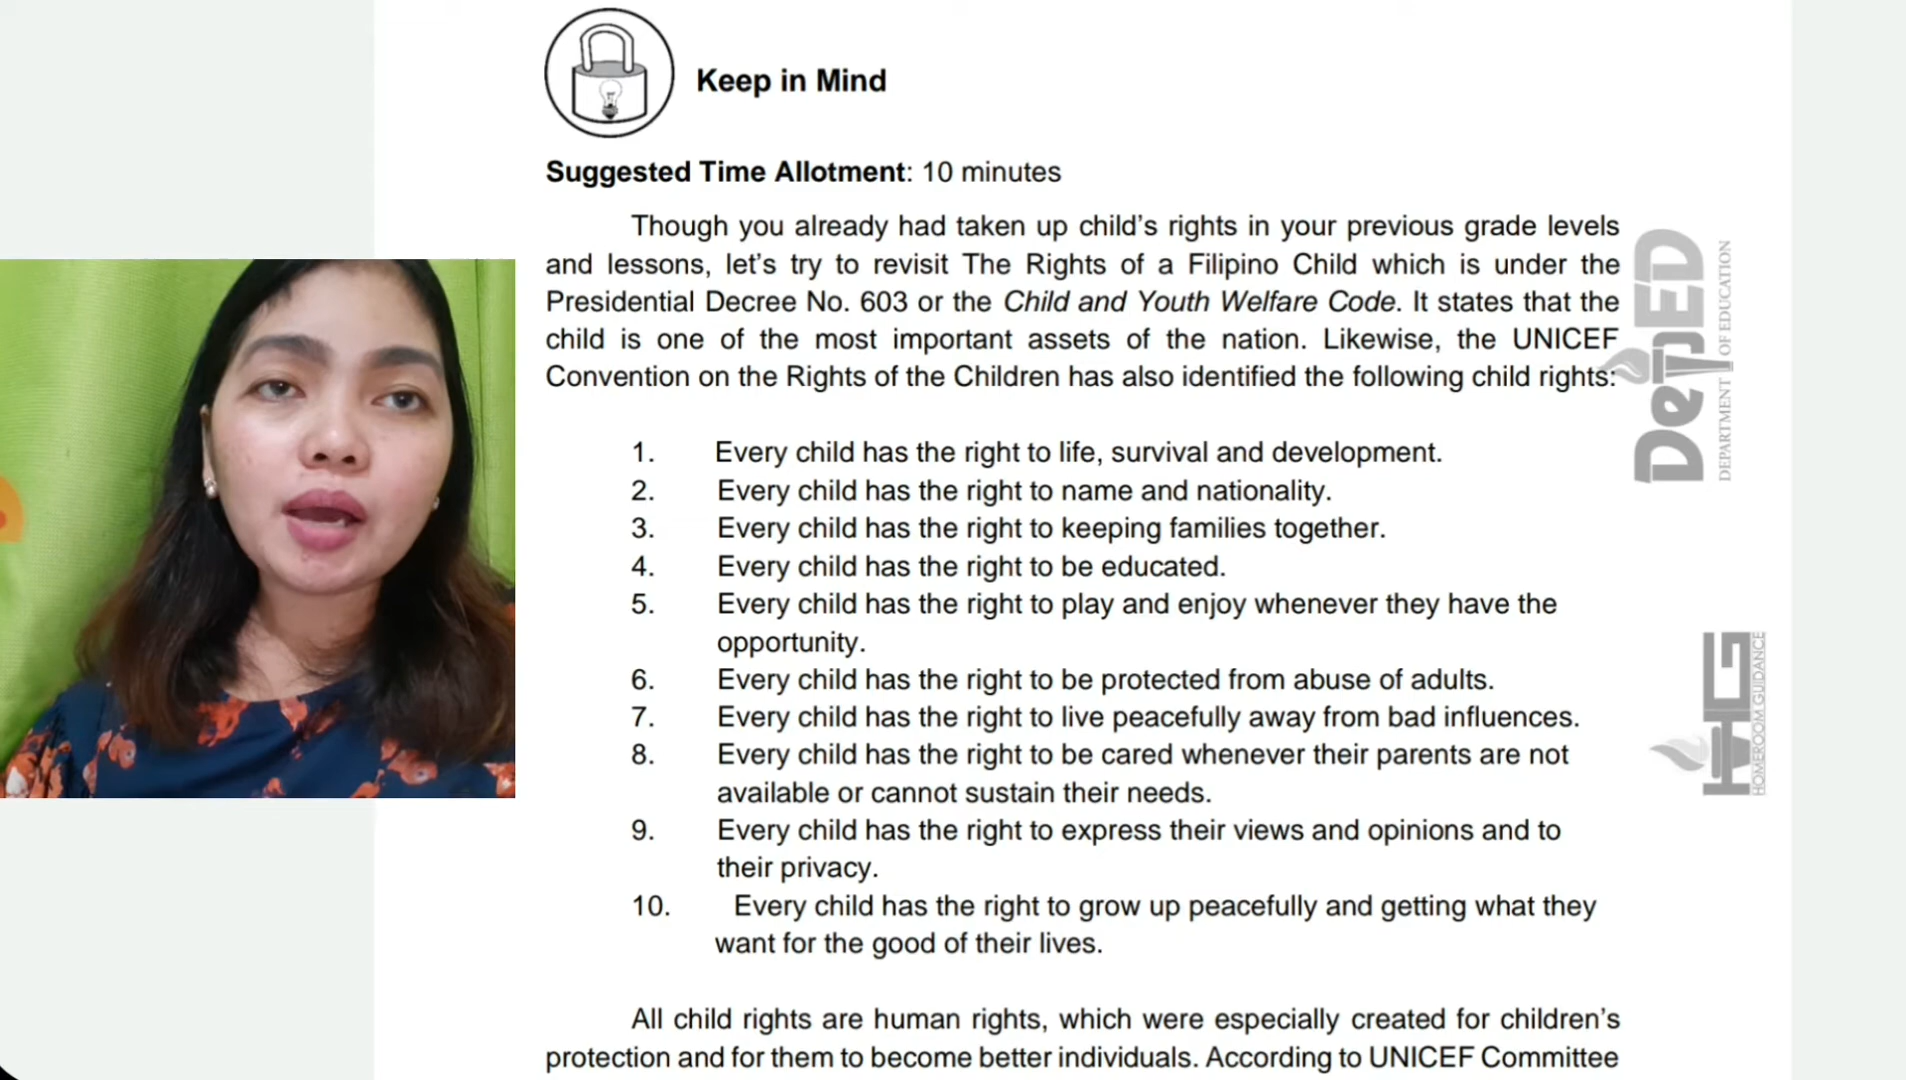 Keep in Mind
Suggested Time Allotment: 10 minutes
Though you already had taken up child's rights in your previous grade levels
and lessons, let's try to revisit The Rights of a Filipino Child which is under the
Presidential Decree No. 603 or the Child and Youth Welfare Code. It states that the
child is one of the most important assets of the nation. Likewise, the UNICEF
Convention on the Rights of the Children has also identified the following child rights:
1. Every child has the right to life, survival and development.
2. Every child has the right to name and nationality.
3. Every child has the right to keeping families together.
4. Every child has the right to be educated.
5. Every child has the right to play and enjoy whenever they have the
opportunity.
6. Every child has the right to be protected from abuse of adults.
7. Every child has the right to live peacefully away from bad influences.
8. Every child has the right to be cared whenever their parents are not
available or cannot sustain their needs.
9. Every child has the right to express their views and opinions and to
their privacy.
10. Every child has the right to grow up peacefully and getting what they
want for the good of their lives.
All child rights are human rights, which were especially created for children's
protection and for them to become better individuals. According to UNICEF Committee
DepED
DEPARTMENT OF EDUCATION
HG
HOMEROOM GUIDANCE